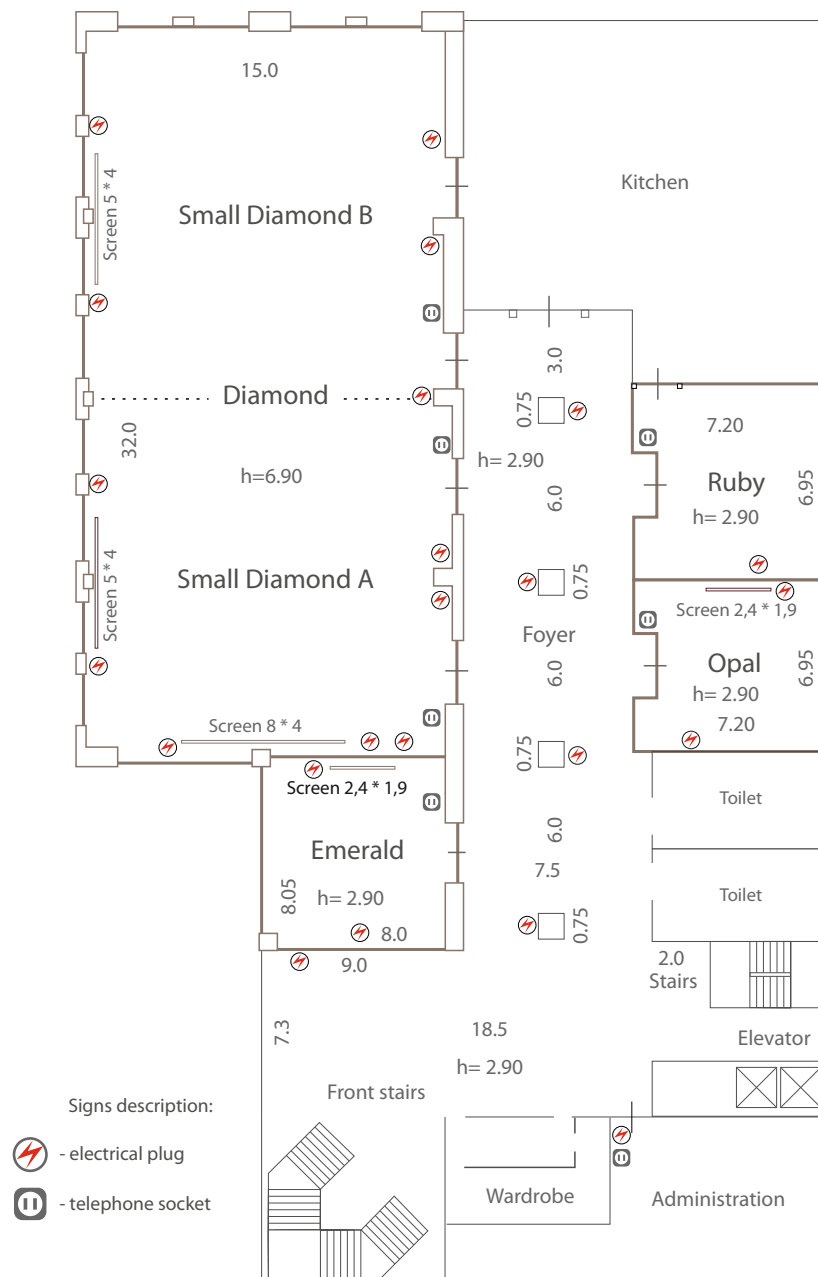 15.0
Kitchen
Screen 5 * 4
Small Diamond B
3.0
Diamond
0.75
7.20
32.0
h=6.90
h= 2.90
6.0
Ruby
6.95
h= 2.90
Screen 5 * 4
Small Diamond A
0.75
Screen 2,4 * 1,9
Foyer
6.0
Opal
6.95
h= 2.90
7.20
Screen 8 * 4
0.75
Screen 2,4 * 1,9
Toilet
6.0
Emerald
7.5
8.05
h= 2.90
Toilet
0.75
8.0
9.0
2.0
Stairs
7.3
18.5
Elevator
h= 2.90
Front stairs
Signs description:
- electrical plug
- telephone socket
Wardrobe
Administration